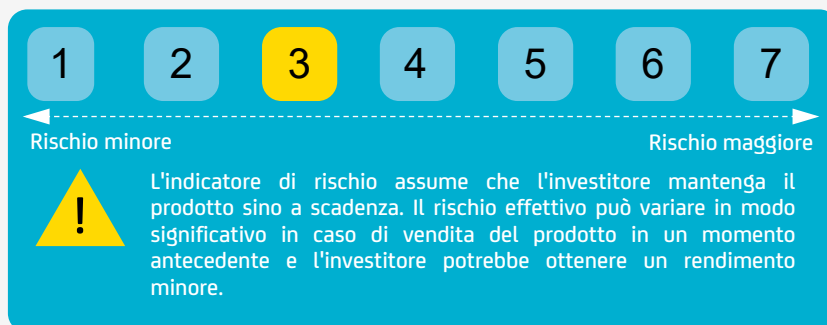 1 2 3 4 5 6 7
Rischio minore Rischio maggiore
! L'indicatore di rischio assume che l'investitore mantenga il
prodotto sino a scadenza. Il rischio effettivo può variare in modo
significativo in caso di vendita del prodotto in un momento
antecedente e l'investitore potrebbe ottenere un rendimento
minore.